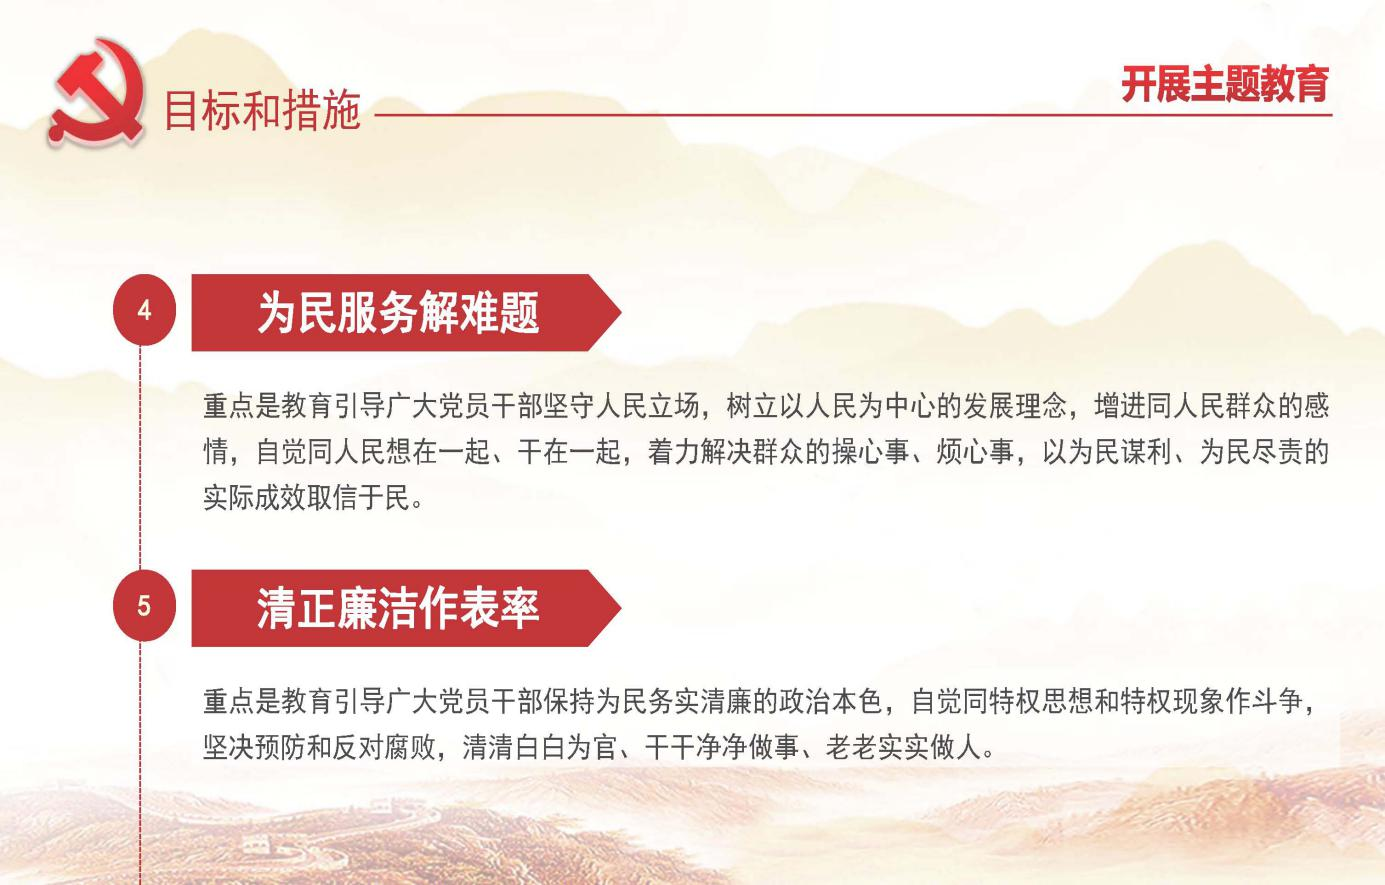 开展主题教育
目标和措施
4
为民服务解难题
重点是教育引导广大党员干部坚守人民立场，树立以人民为中心的发展理念，增进同人民群众的感
情，自觉同人民想在一起、干在一起，着力解决群众的操心事、烦心事，以为民谋利、为民尽责的
实际成效取信于民。
5
清正廉洁作表率
重点是教育引导广大党员干部保持为民务实清廉的政治本色，自觉同特权思想和特权现象作斗争，
坚决预防和反对腐败，清清白白为官、干干净净做事、老老实实做人。